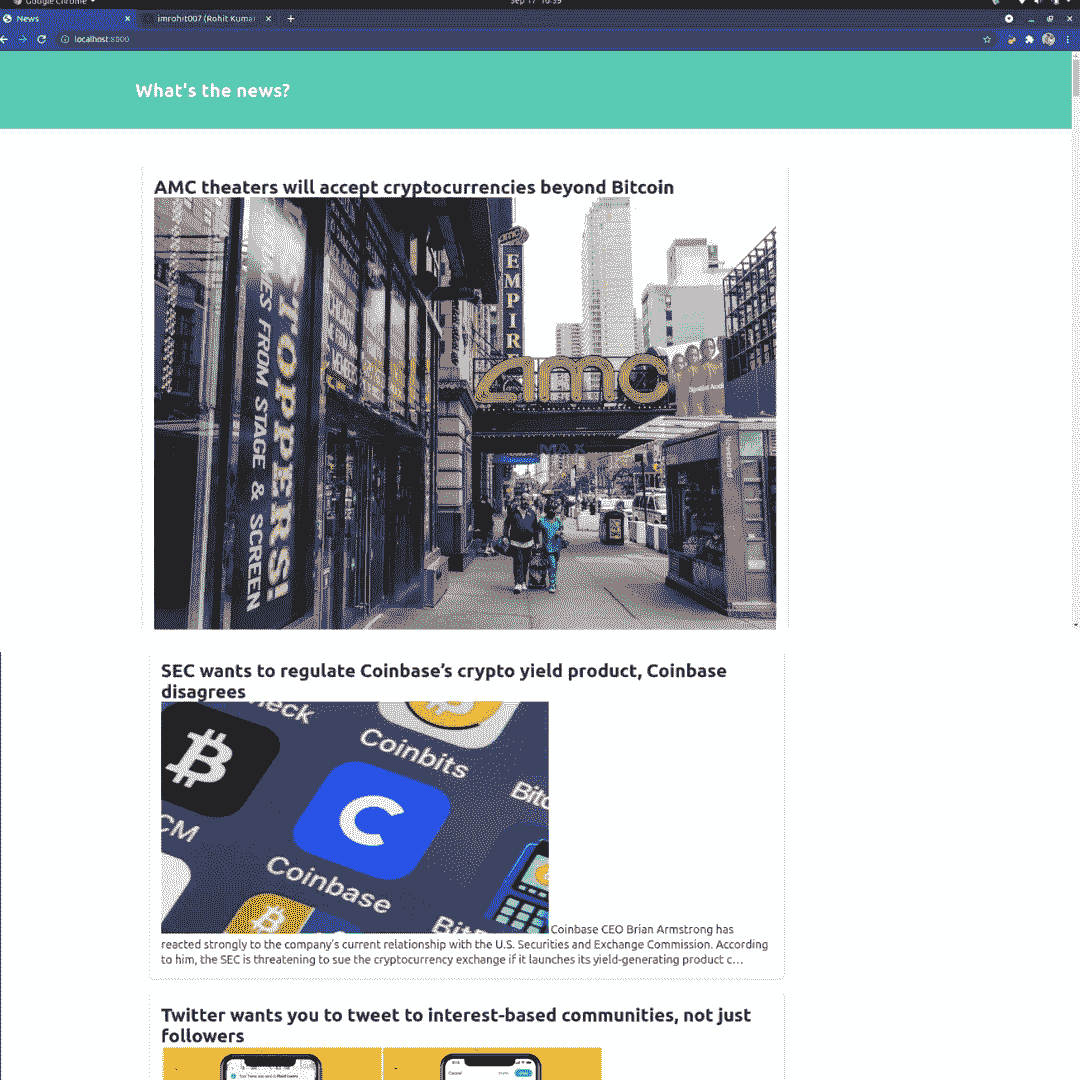 Google Chrome
Sep 17 10:39
News
imrohit007 (Rohit Kumar
localhost:8000
What's the news?
AMC theaters will accept cryptocurrencies beyond Bitcoin
EMPIRE
amc
TOPPERS!
FROM STAGE & SCREEN
SEC wants to regulate Coinbase’s crypto yield product, Coinbase
disagrees
Coinbits
Coinbase
Coinbase CEO Brian Armstrong has
reacted strongly to the company’s current relationship with the U.S. Securities and Exchange Commission. According
to him, the SEC is threatening to sue the cryptocurrency exchange if it launches its yield-generating product c…
Twitter wants you to tweet to interest-based communities, not just
followers